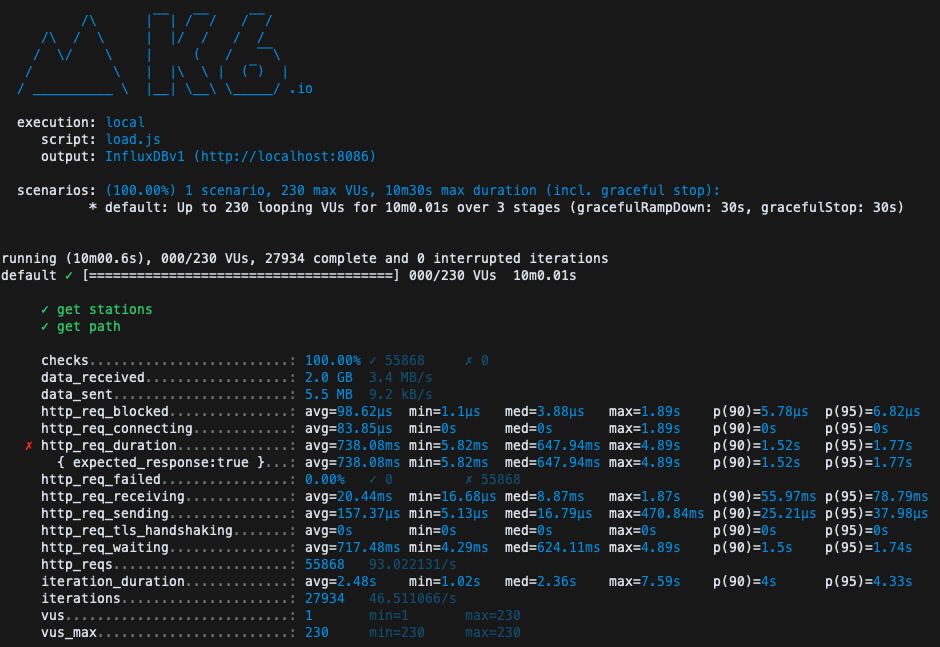 /\      |‾‾| /‾‾/   /‾‾/
     /\  /  \     |  |/  /   /  /
    /  \/    \    |     (   /   ‾‾\
   /          \   |  |\  \ |  (‾)  |
  / __________ \  |__| \__\ \_____/ .io
execution: local
script: load.js
output: InfluxDBv1 (http://localhost:8086)
scenarios: (100.00%) 1 scenario, 230 max VUs, 10m30s max duration (incl. graceful stop):
* default: Up to 230 looping VUs for 10m0.01s over 3 stages (gracefulRampDown: 30s, gracefulStop: 30s)
running (10m00.6s), 000/230 VUs, 27934 complete and 0 interrupted iterations
default ✓ [======================================] 000/230 VUs  10m0.01s
✓ get stations
✓ get path
checks.........................: 100.00% ✓ 55868     ✗ 0
data_received..................: 2.0 GB  3.4 MB/s
data_sent......................: 5.5 MB  9.2 kB/s
http_req_blocked...............: avg=98.62µs  min=1.1µs   med=3.88µs   max=1.89s    p(90)=5.78µs  p(95)=6.82µs
http_req_connecting............: avg=83.85µs  min=0s      med=0s       max=1.89s    p(90)=0s      p(95)=0s
✗ http_req_duration..............: avg=738.08ms min=5.82ms  med=647.94ms max=4.89s    p(90)=1.52s   p(95)=1.77s
{ expected_response:true }...: avg=738.08ms min=5.82ms  med=647.94ms max=4.89s    p(90)=1.52s   p(95)=1.77s
http_req_failed................: 0.00%   ✓ 0         ✗ 55868
http_req_receiving.............: avg=20.44ms  min=16.68µs med=8.87ms   max=1.87s    p(90)=55.97ms p(95)=78.79ms
http_req_sending...............: avg=157.37µs min=5.13µs  med=16.79µs  max=470.84ms p(90)=25.21µs p(95)=37.98µs
http_req_tls_handshaking.......: avg=0s       min=0s      med=0s       max=0s       p(90)=0s      p(95)=0s
http_req_waiting...............: avg=717.48ms min=4.29ms  med=624.11ms max=4.89s    p(90)=1.5s    p(95)=1.74s
http_reqs......................: 55868   93.022131/s
iteration_duration.............: avg=2.48s    min=1.02s   med=2.36s    max=7.59s    p(90)=4s      p(95)=4.33s
iterations.....................: 27934   46.511066/s
vus............................: 1       min=1       max=230
vus_max........................: 230     min=230     max=230